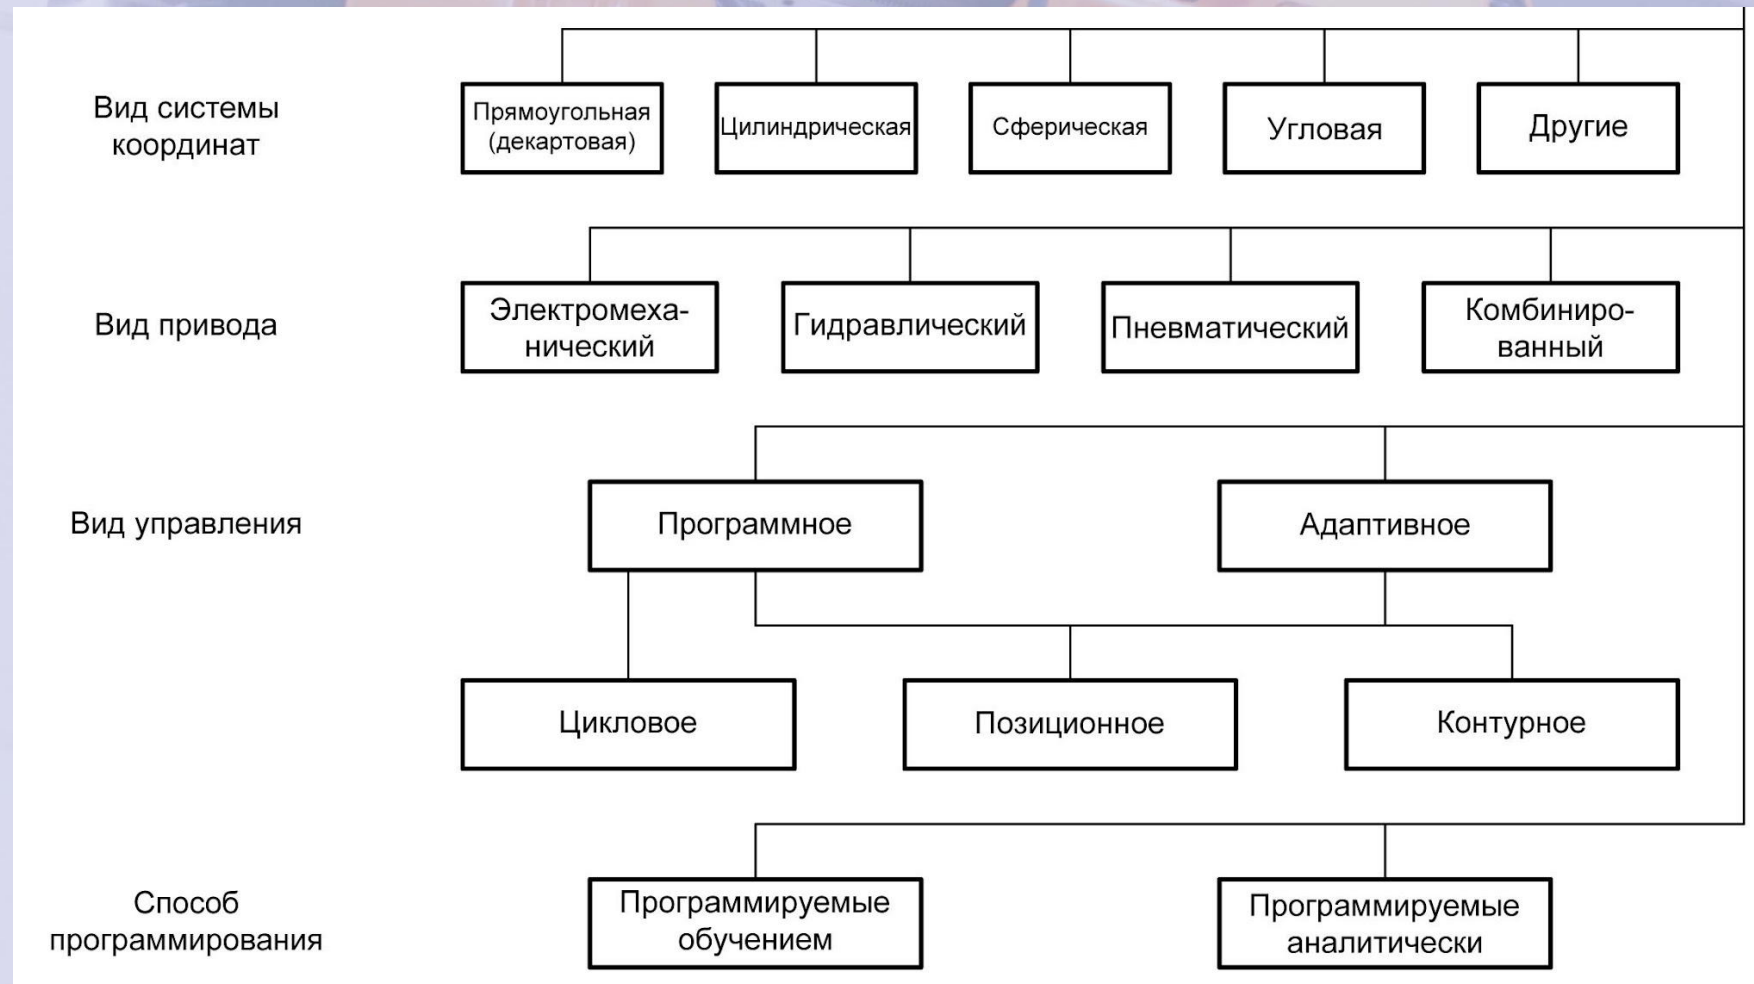 Вид системы
координат
Прямоугольная
(декартовая)
Цилиндрическая
Сферическая
Угловая
Другие
Вид привода
Электромеха-
нический
Гидравлический
Пневматический
Комбиниро-
ванный
Вид управления
Программное
Адаптивное
Цикловое
Позиционное
Контурное
Способ
программирования
Программируемые
обучением
Программируемые
аналитически